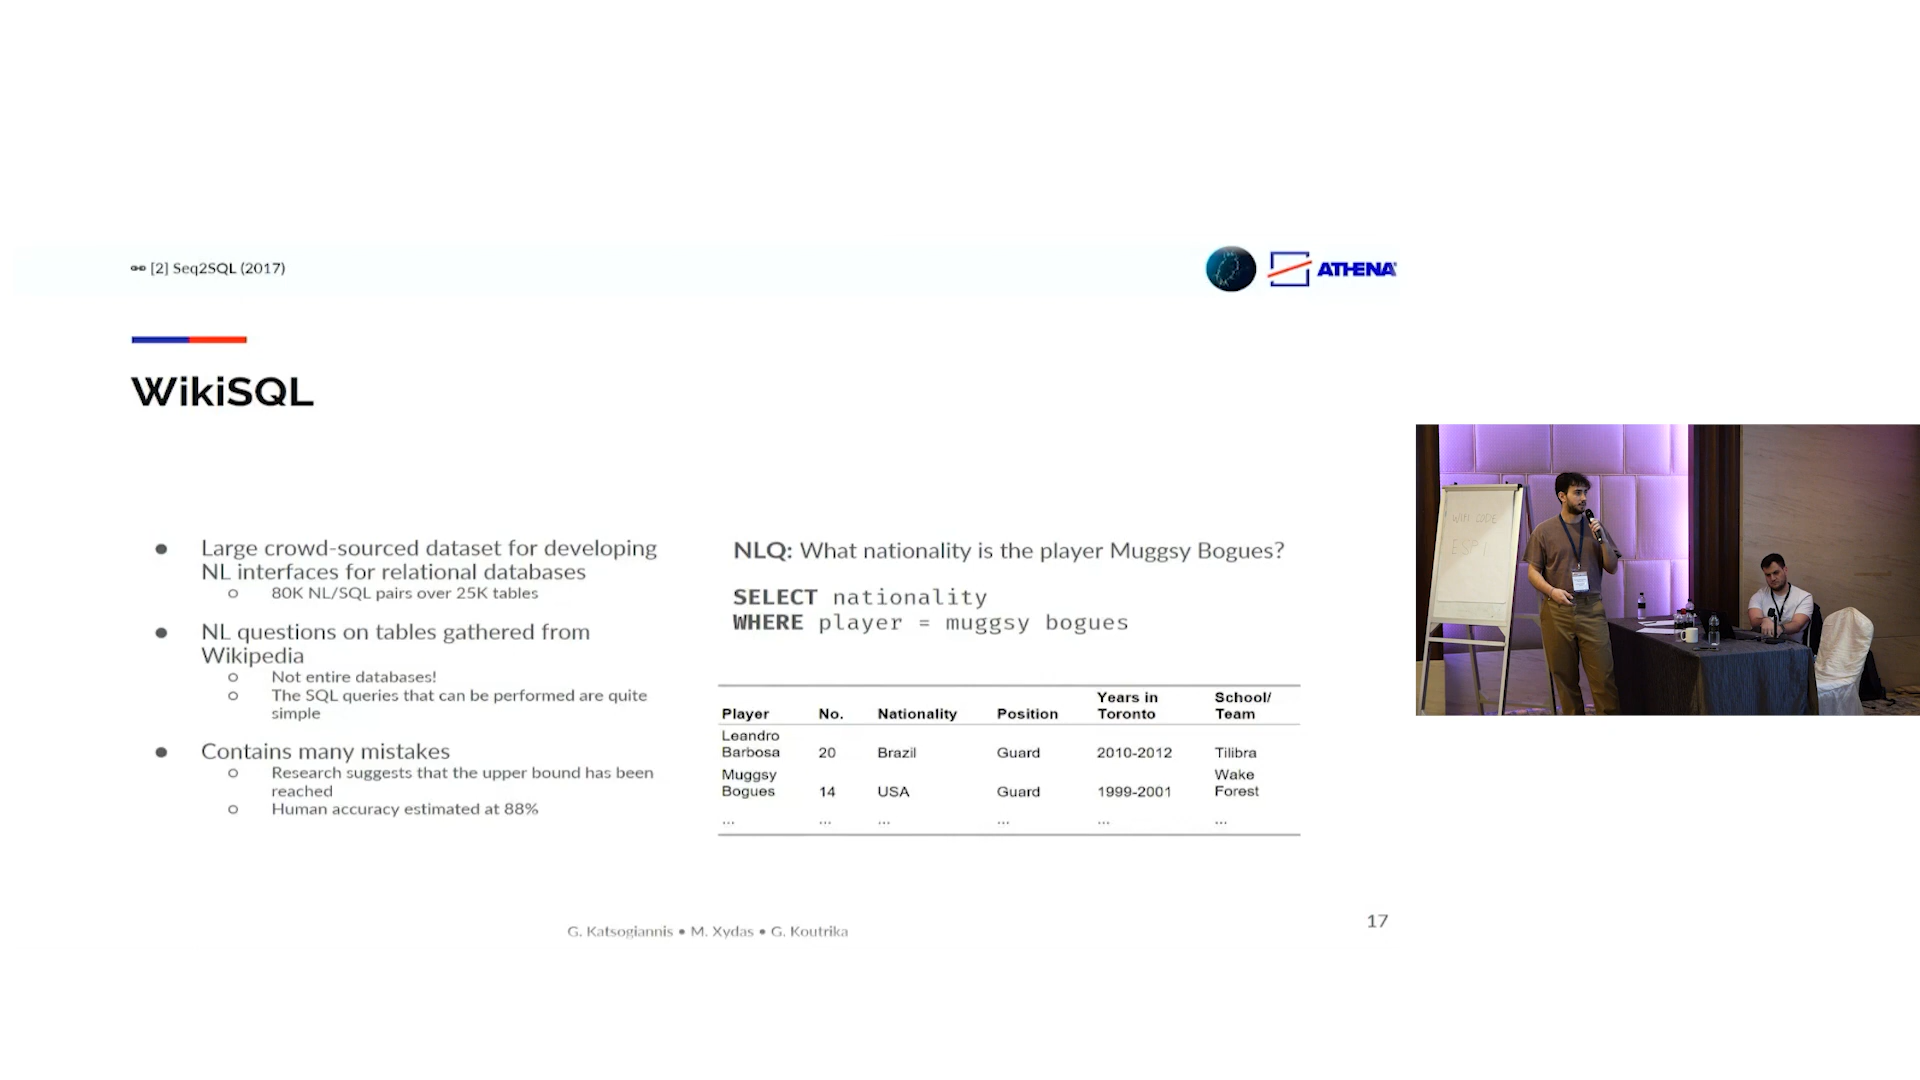 [2] Seq2SQL (2017)
ATHENA
WikiSQL
● Large crowd-sourced dataset for developing
NL interfaces for relational databases
○ 80K NL/SQL pairs over 25K tables
● NL questions on tables gathered from
Wikipedia
○ Not entire databases!
○ The SQL queries that can be performed are quite
simple
● Contains many mistakes
○ Research suggests that the upper bound has been
reached
○ Human accuracy estimated at 88%
NLQ: What nationality is the player Muggsy Bogues?
SELECT nationality
WHERE player = muggsy bogues
Player No. Nationality Position Years in Toronto School/ Team
Leandro Barbosa 20 Brazil Guard 2010-2012 Tilibra
Muggsy Bogues 14 USA Guard 1999-2001 Wake Forest
... ... ... ... ... ...
G. Katsogiannis ● M. Xydas ● G. Koutrika
17
WIFI CODE